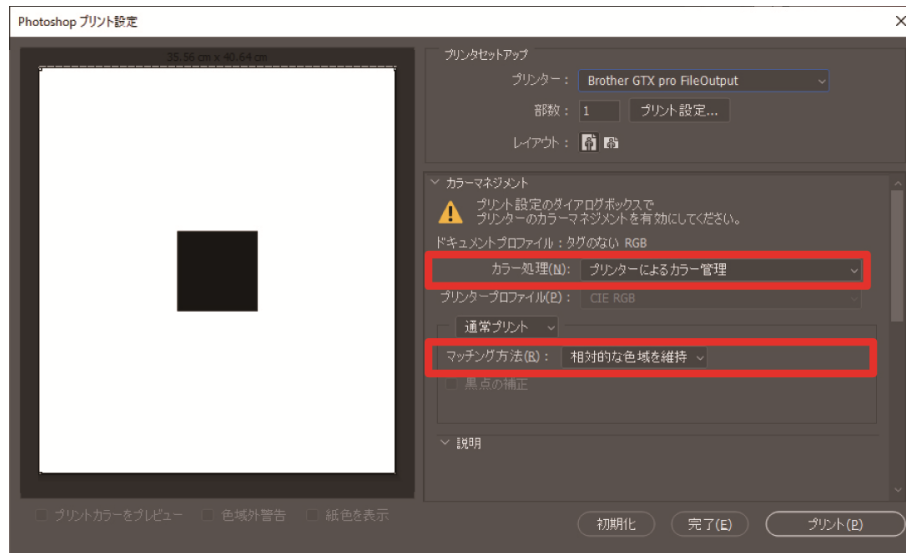 Photoshop プリント設定
35.56 cm x 40.64 cm
プリンタセットアップ
プリンター： Brother GTX pro FileOutput
部数： 1 プリント設定...
レイアウト：
カラーマネジメント
プリント設定のダイアログボックスで
プリンターのカラーマネジメントを有効にしてください。
ドキュメントプロファイル：タグのない RGB
カラー処理(N): プリンターによるカラー管理
プリンタープロファイル(P)： CIE RGB
通常プリント
マッチング方法(R)： 相対的な色域を維持
黒点の補正
説明
プリントカラーをプレビュー 色域外警告 紙色を表示
初期化 完了(E) プリント(P)